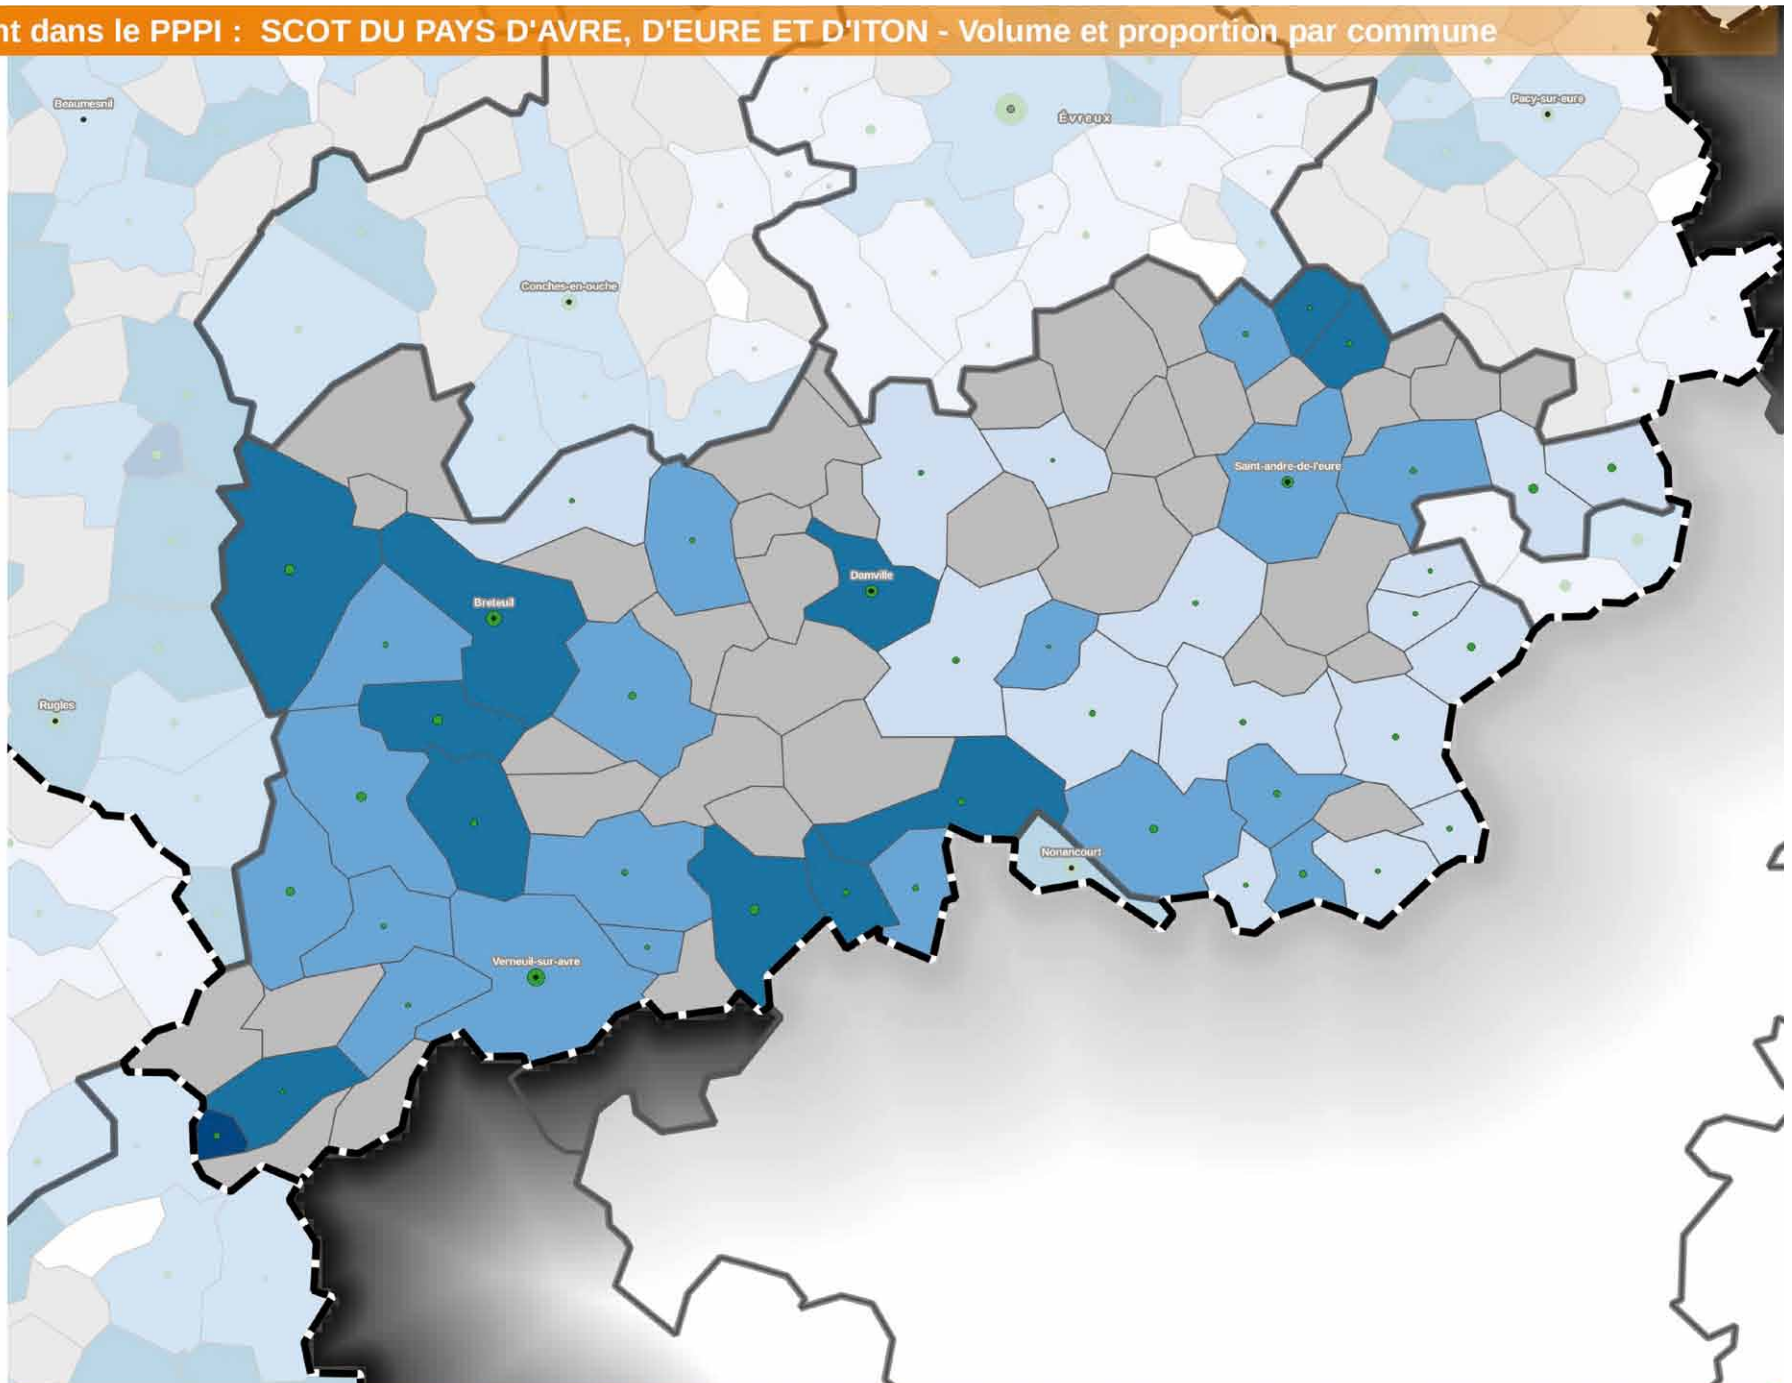 nt dans le PPPI : SCOT DU PAYS D'AVRE, D'EURE ET D'ITON - Volume et proportion par commune
Beaumesnil
Pacy-sur-eure
Évreux
Conches-en-ouche
Saint-andre-de-l'eure
Damville
Breteuil
Rugles
Nonancourt
Verneuil-sur-avre